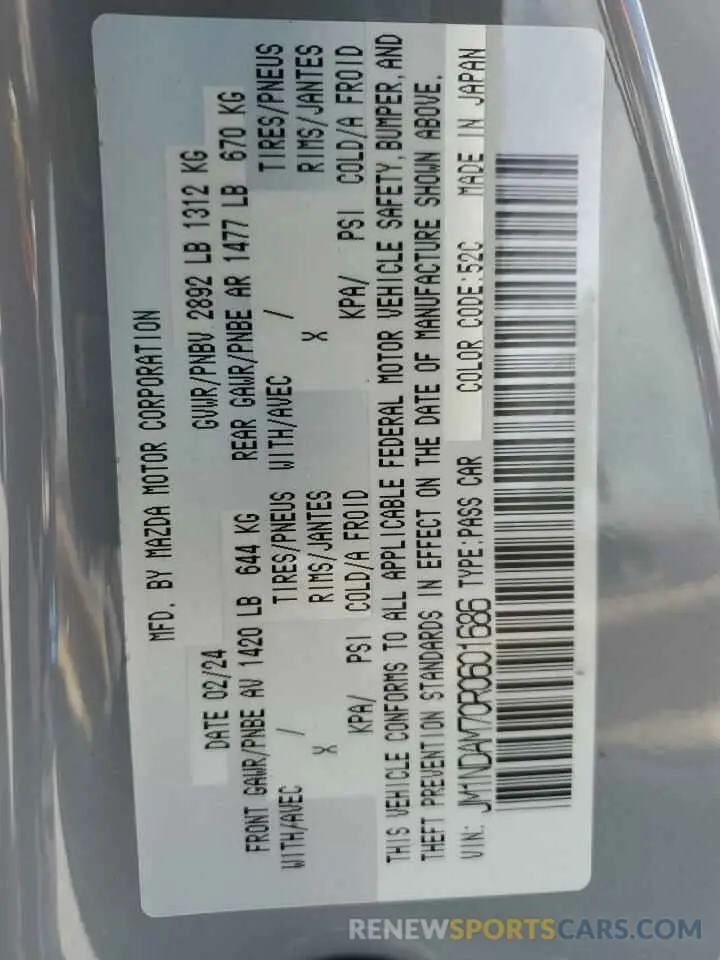 MFD. BY MAZDA MOTOR CORPORATION
DATE 02/24 GVWR/PNBV 2892 LB 1312 KG
FRONT GAWR/PNBE AV 1420 LB 644 KG REAR GAWR/PNBE AR 1477 LB 670 KG
WITH/AVEC / TIRES/PNEUS WITH/AVEC / TIRES/PNEUS
X RIMS/JANTES X RIMS/JANTES
KPA/ PSI COLD/A FROID KPA/ PSI COLD/A FROID
THIS VEHICLE CONFORMS TO ALL APPLICABLE FEDERAL MOTOR VEHICLE SAFETY, BUMPER, AND
THEFT PREVENTION STANDARDS IN EFFECT ON THE DATE OF MANUFACTURE SHOWN ABOVE.
VIN: JM1NDAM70R0601686 TYPE:PASS CAR COLOR CODE:52C MADE IN JAPAN
RENEWSPORTSCARS.COM